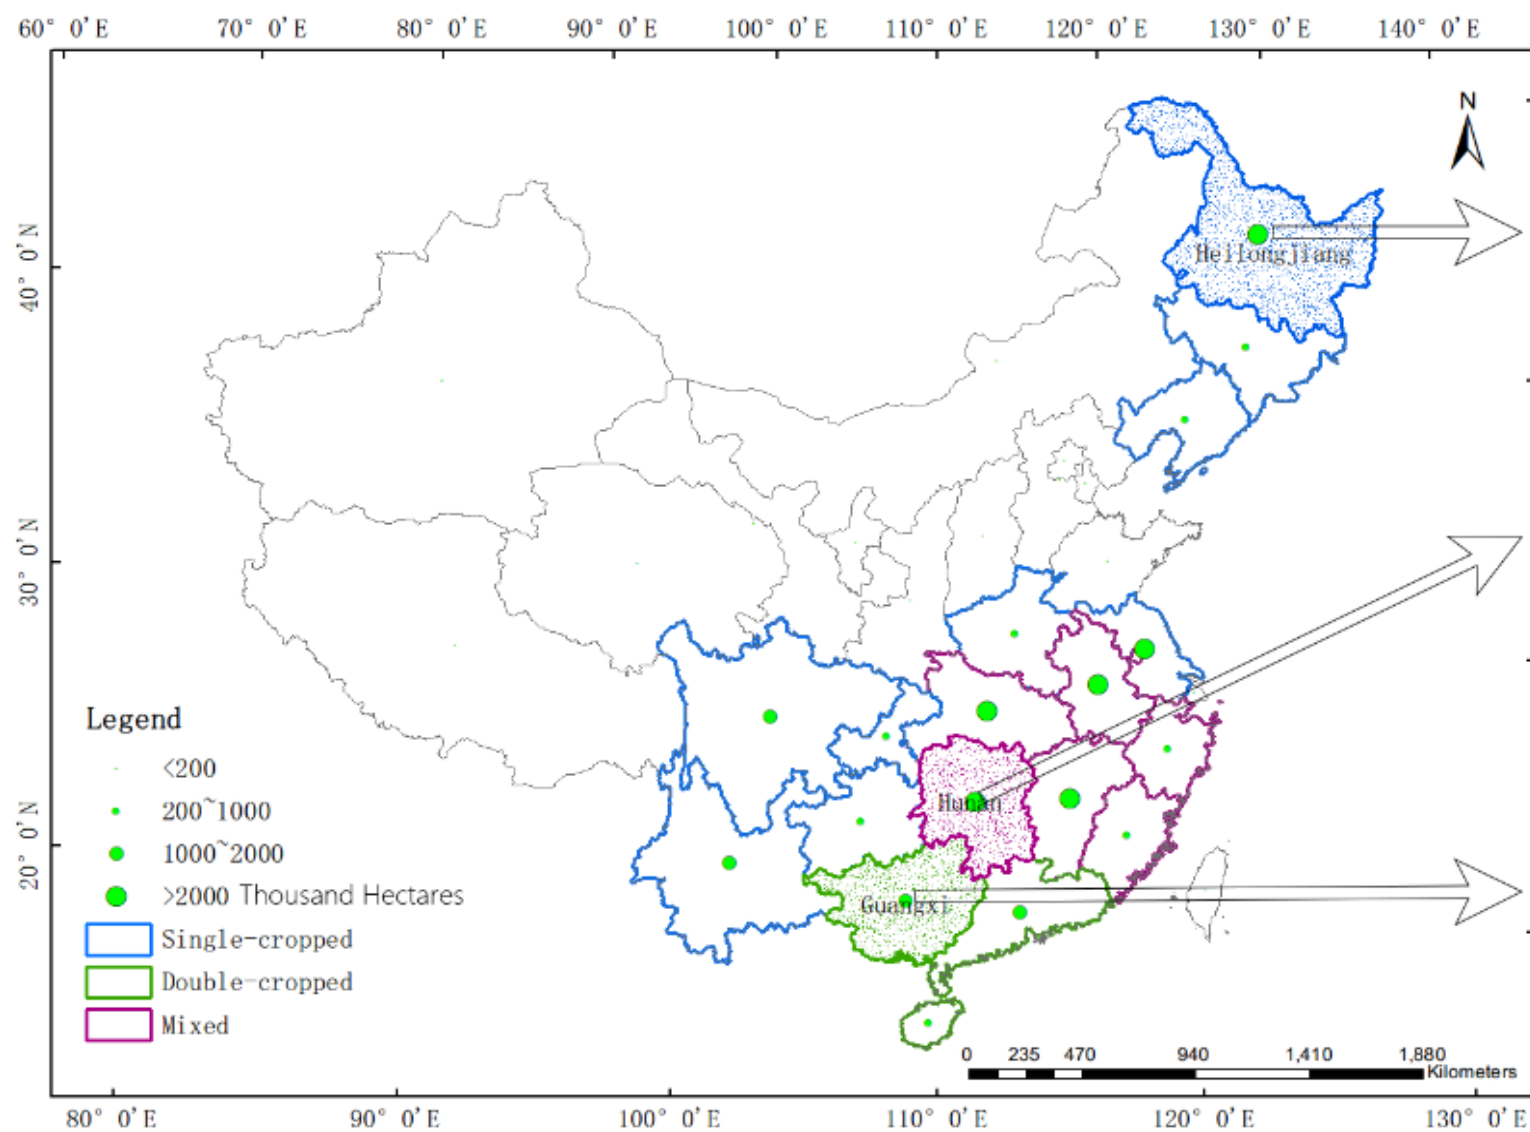 60° 0'E 70° 0'E 80° 0'E 90° 0'E 100° 0'E 110° 0'E 120° 0'E 130° 0'E 140° 0'E
N
40° 0'N
Heilongjiang
30° 0'N
Legend
<200
200~1000
1000~2000
>2000 Thousand Hectares
Single-cropped
Double-cropped
Mixed
Hunan
20° 0'N
Guangxi
0 235 470 940 1,410 1,880
Kilometers
80° 0'E 90° 0'E 100° 0'E 110° 0'E 120° 0'E 130° 0'E